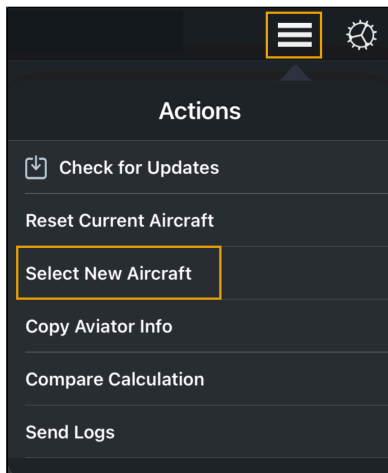 Actions
Check for Updates
Reset Current Aircraft
Select New Aircraft
Copy Aviator Info
Compare Calculation
Send Logs